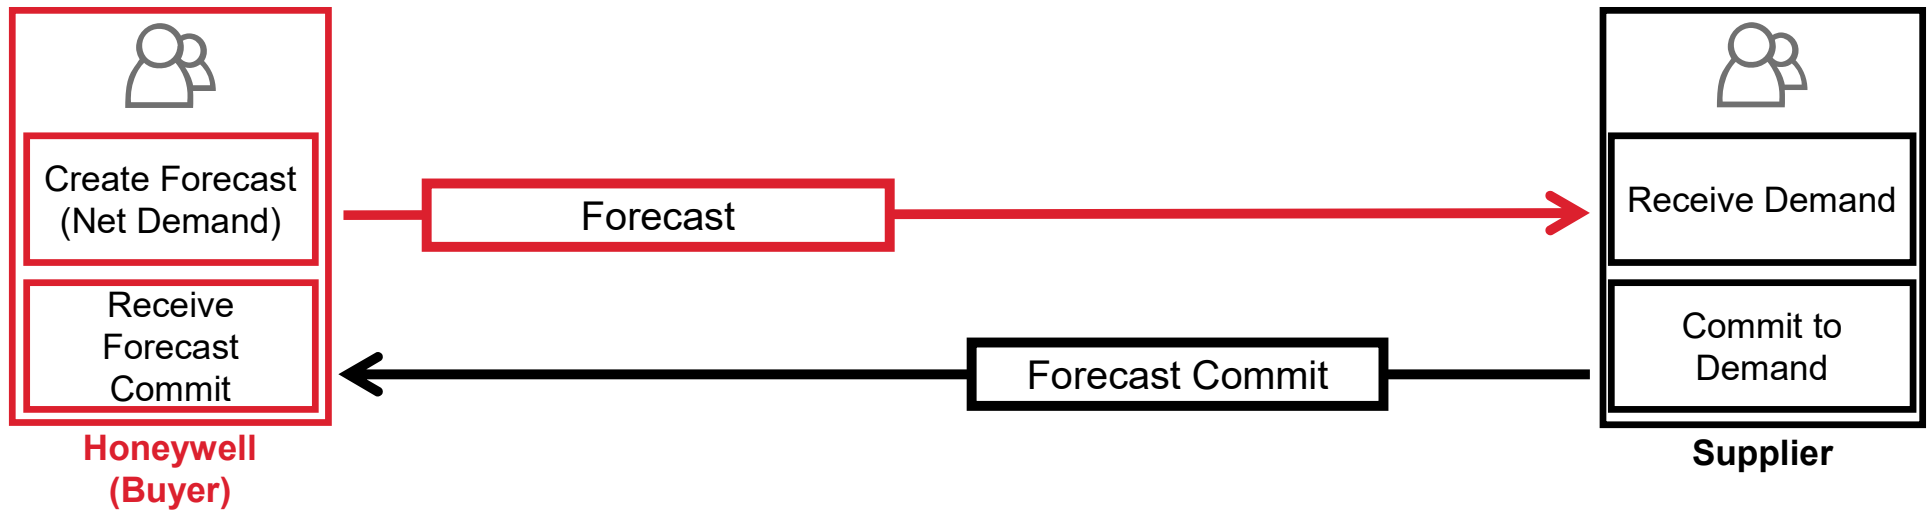 Create Forecast
(Net Demand)
Receive
Forecast
Commit
Honeywell
(Buyer)
Forecast
Forecast Commit
Receive Demand
Commit to
Demand
Supplier